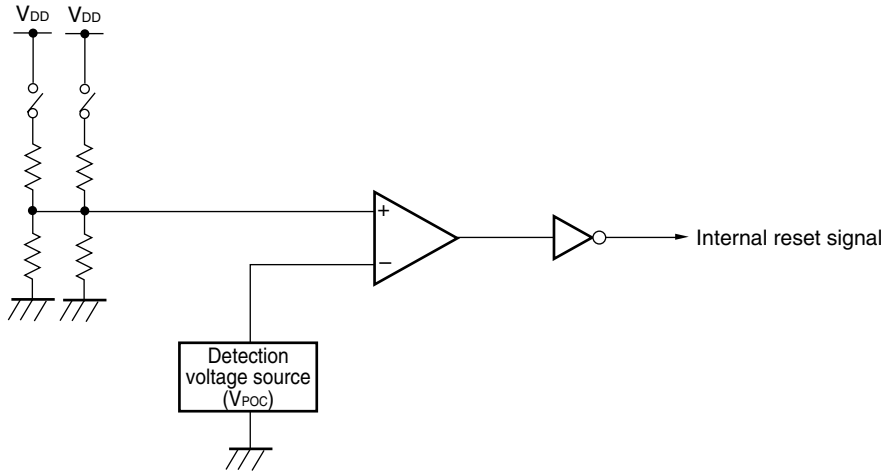 VDD VDD
+
−
Internal reset signal
Detection
voltage source
(VPOC)